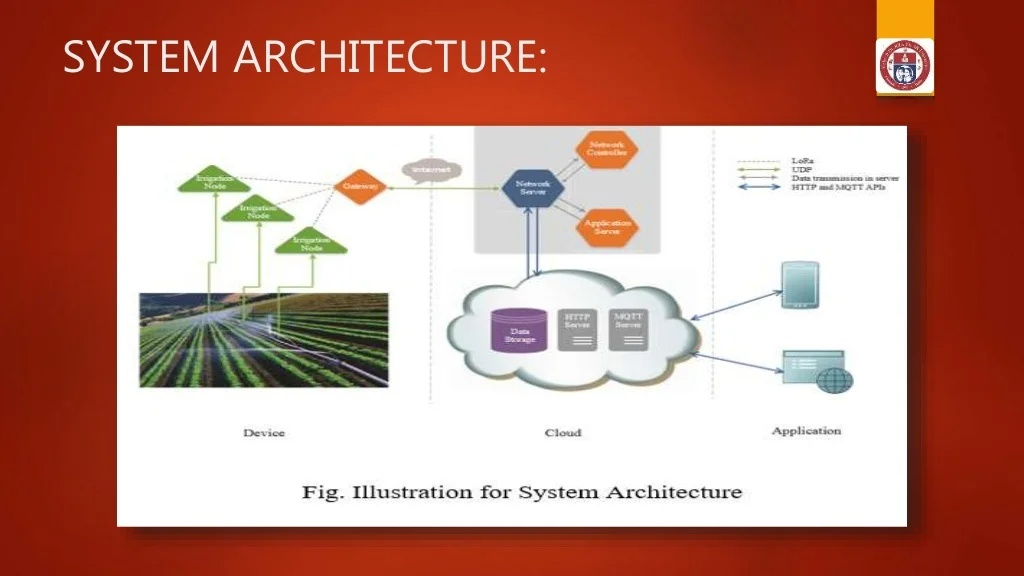 SYSTEM ARCHITECTURE:
Network
Controller
Internet
Irrigation
Node
Gateway
Network
Server
Irrigation
Node
Application
Server
Irrigation
Node
LoRa
UDP
Data transmission in server
HTTP and MQTT APIs
Data
Storage
HTTP
Server
MQTT
Server
Device
Cloud
Application
Fig. Illustration for System Architecture